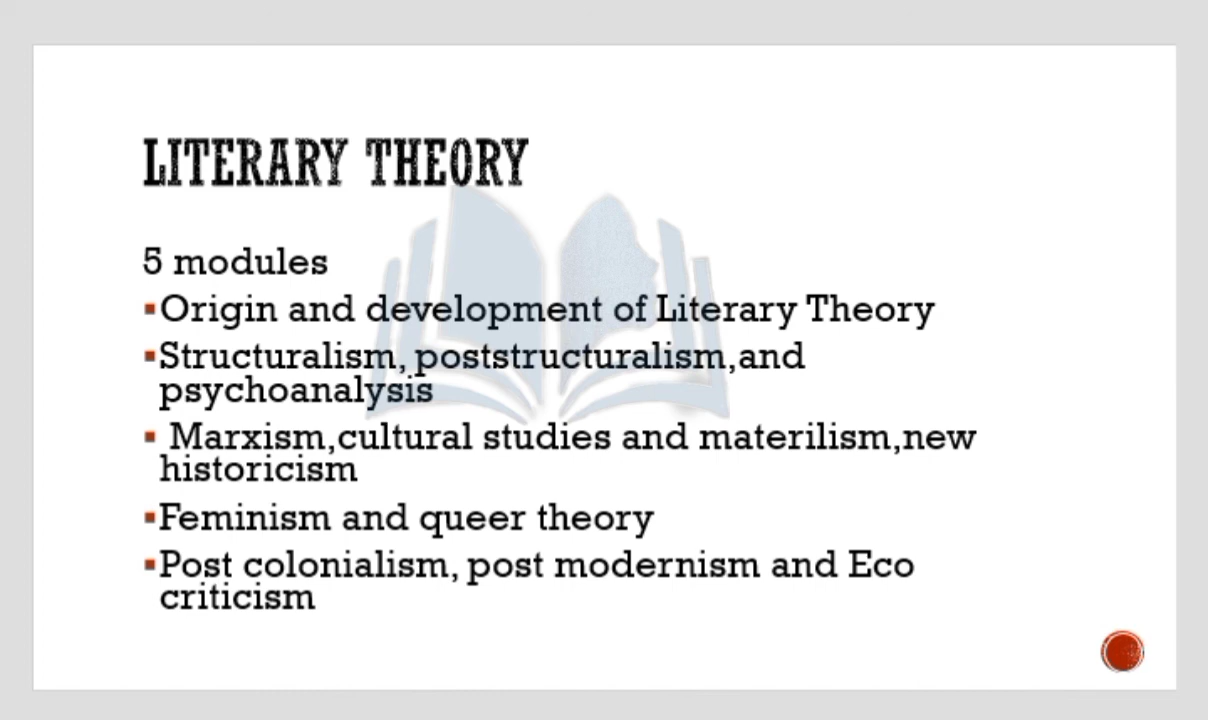 LITERARY THEORY
5 modules
▪Origin and development of Literary Theory
▪Structuralism, poststructuralism,and
psychoanalysis
▪ Marxism,cultural studies and materilism,new
historicism
▪Feminism and queer theory
▪Post colonialism, post modernism and Eco
criticism